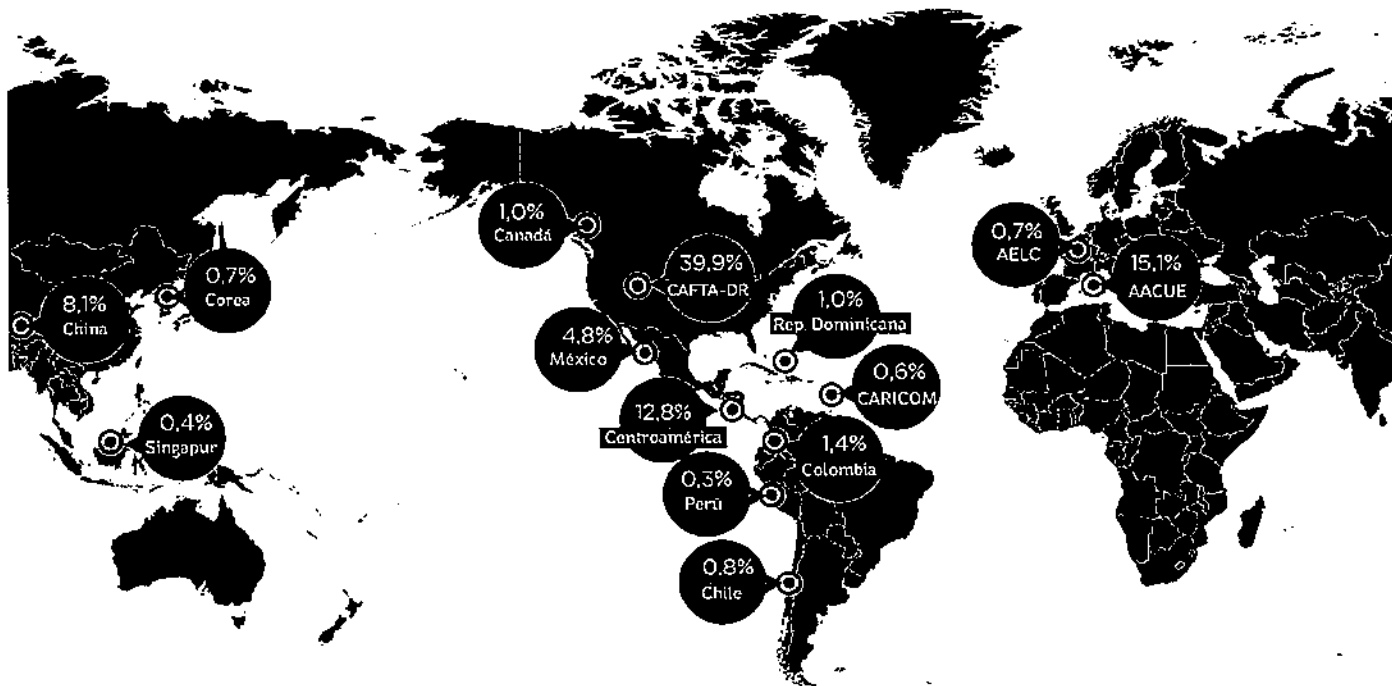 1,0%
Canadá
0,7%
Corea
8,1%
China
0,4%
Singapur
39,9%
CAFTA-DR
4,8%
México
1,0%
Rep. Dominicana
0,6%
CARICOM
12,8%
Centroamérica
1,4%
Colombia
0,3%
Perú
0,8%
Chile
0,7%
AELC
15,1%
AACUE